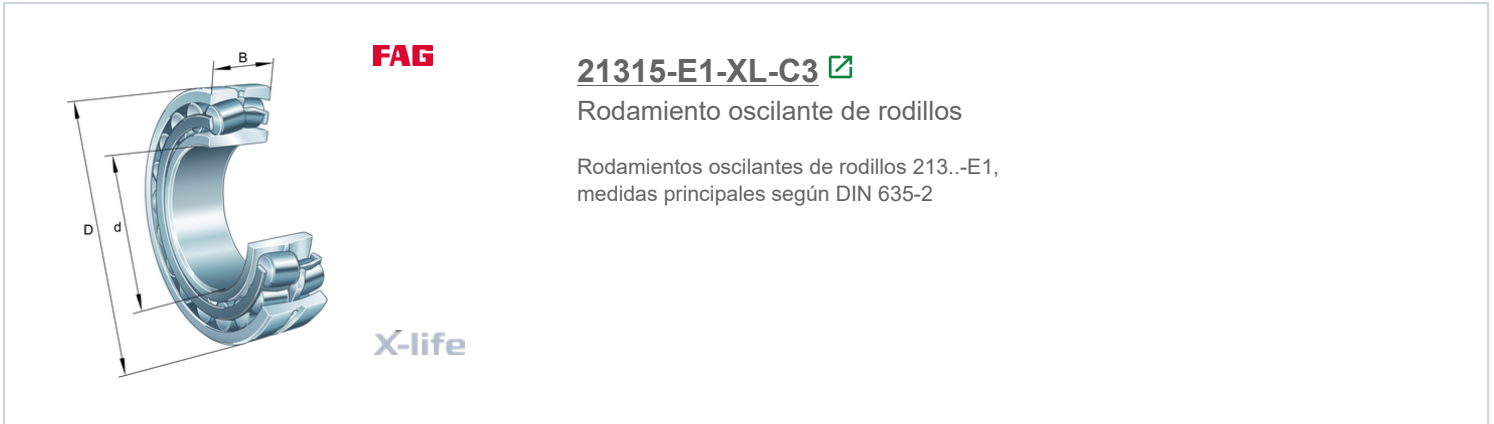 B
FAG
21315-E1-XL-C3
Rodamiento oscilante de rodillos
Rodamientos oscilantes de rodillos 213..-E1,
medidas principales según DIN 635-2
D
d
X-life